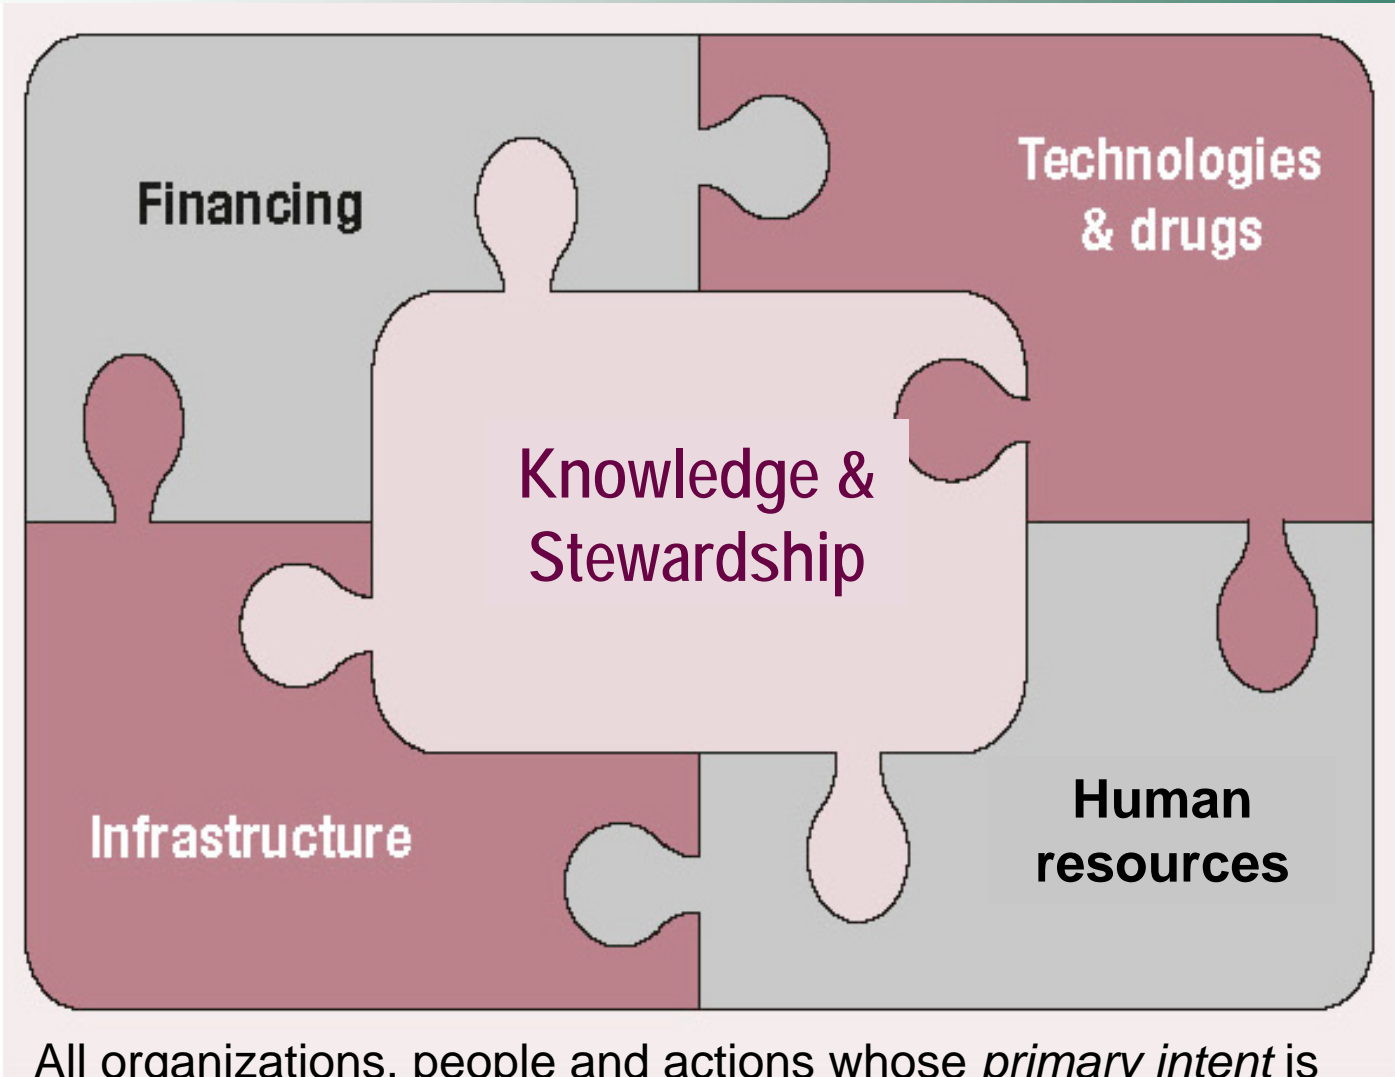 Financing
Technologies
& drugs
Knowledge &
Stewardship
Infrastructure
Human
resources
All organizations, people and actions whose primary intent is